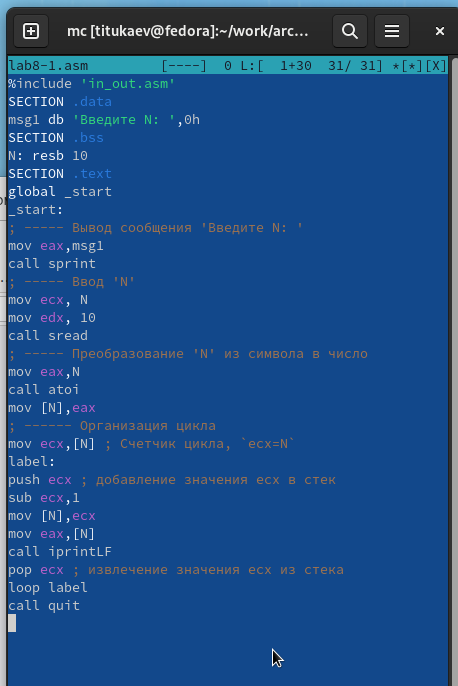 mc [titukaev@fedora]:~/work/arc...
lab8-1.asm [----] 0 L:[ 1+30 31/ 31] *[*][X]
%include 'in_out.asm'
SECTION .data
msg1 db 'Введите N: ',0h
SECTION .bss
N: resb 10
SECTION .text
global _start
_start:
; ----- Вывод сообщения 'Введите N: '
mov eax,msg1
call sprint
; ----- Ввод 'N'
mov ecx, N
mov edx, 10
call sread
; ----- Преобразование 'N' из символа в число
mov eax,N
call atoi
mov [N],eax
; ------ Организация цикла
mov ecx,[N] ; Счетчик цикла, `ecx=N`
label:
push ecx ; добавление значения ecx в стек
sub ecx,1
mov [N],ecx
mov eax,[N]
call iprintLF
pop ecx ; извлечение значения ecx из стека
loop label
call quit